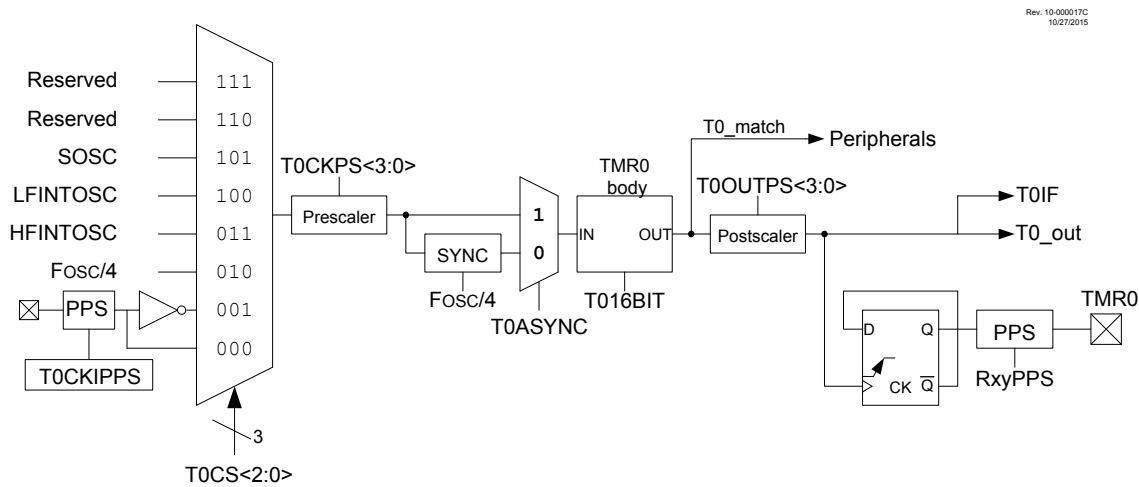 Rev. 10-000017C
10/27/2015
Reserved
111
Reserved
110
SOSC
101
LFINTOSC
100
HFINTOSC
011
FOSC/4
010
PPS
001
000
T0CKIPPS
3
T0CS<2:0>
T0CKPS<3:0>
Prescaler
SYNC
FOSC/4
1
0
T0ASYNC
TMR0
body
IN
OUT
T016BIT
T0_match
Peripherals
T0OUTPS<3:0>
Postscaler
T0IF
T0_out
D
Q
CK
Q
PPS
RxyPPS
TMR0